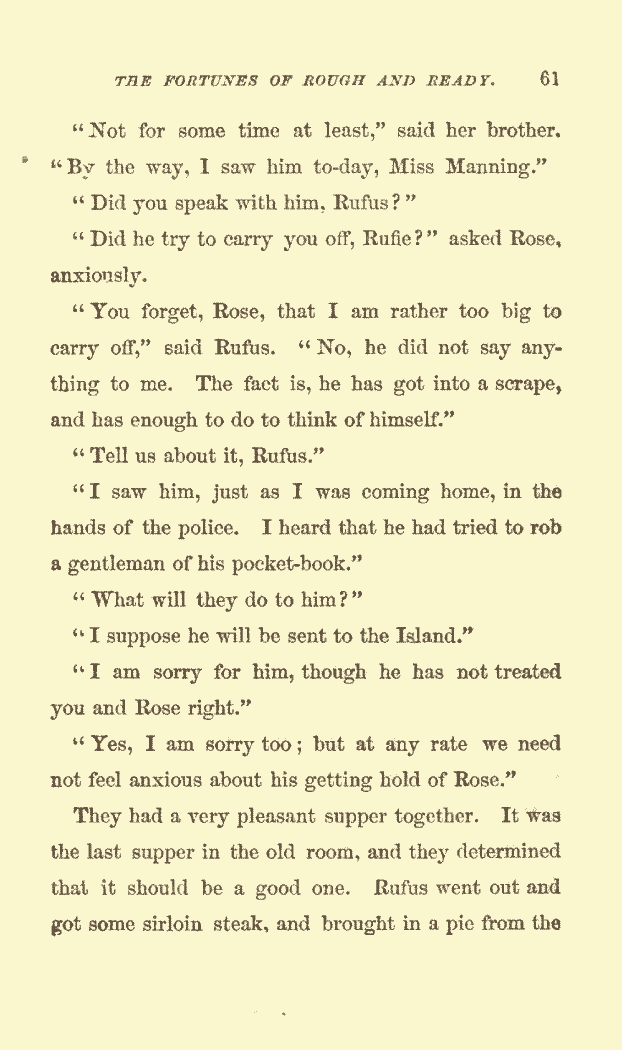 THE FORTUNES OF ROUGH AND READY. 61
“Not for some time at least,” said her brother.
“By the way, I saw him to-day, Miss Manning.”
“Did you speak with him, Rufus?”
“Did he try to carry you off, Rufie?” asked Rose,
anxiously.
“You forget, Rose, that I am rather too big to
carry off,” said Rufus. “No, he did not say any-
thing to me. The fact is, he has got into a scrape,
and has enough to do to think of himself.”
“Tell us about it, Rufus.”
“I saw him, just as I was coming home, in the
hands of the police. I heard that he had tried to rob
a gentleman of his pocket-book.”
“What will they do to him?”
“I suppose he will be sent to the Island.”
“I am sorry for him, though he has not treated
you and Rose right.”
“Yes, I am sorry too; but at any rate we need
not feel anxious about his getting hold of Rose.”
They had a very pleasant supper together. It was
the last supper in the old room, and they determined
that it should be a good one. Rufus went out and
got some sirloin steak, and brought in a pie from the